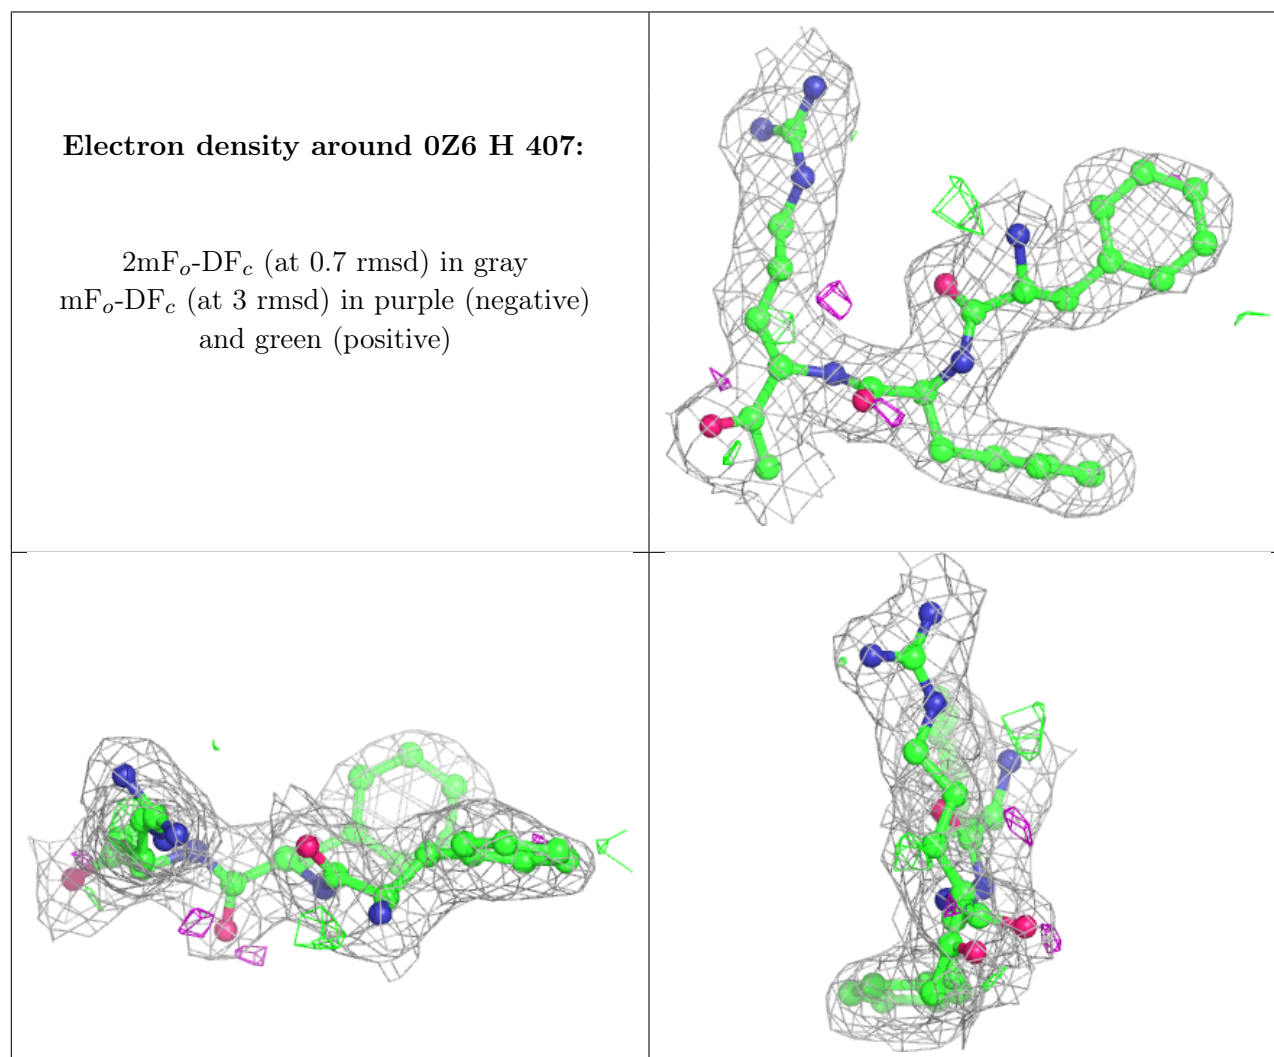 Electron density around 0Z6 H 407:
2mFₒ-DF𝒸 (at 0.7 rmsd) in gray
mFₒ-DF𝒸 (at 3 rmsd) in purple (negative)
and green (positive)